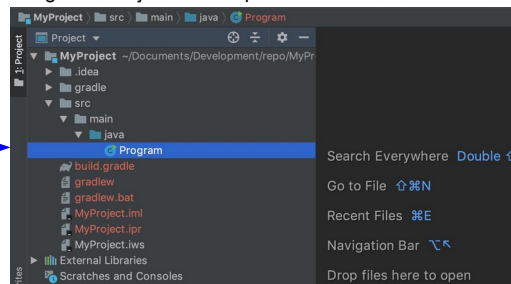 MyProject src main java Program
Project
1: Project
MyProject ~/Documents/Development/repo/MyPr
.idea
gradle
src
main
java
Program
build.gradle
gradlew
gradlew.bat
MyProject.iml
MyProject.ipr
MyProject.iws
External Libraries
Scratches and Consoles
Search Everywhere Double ⇧
Go to File ⇧⌘N
Recent Files ⌘E
Navigation Bar ⌥↖
Drop files here to open